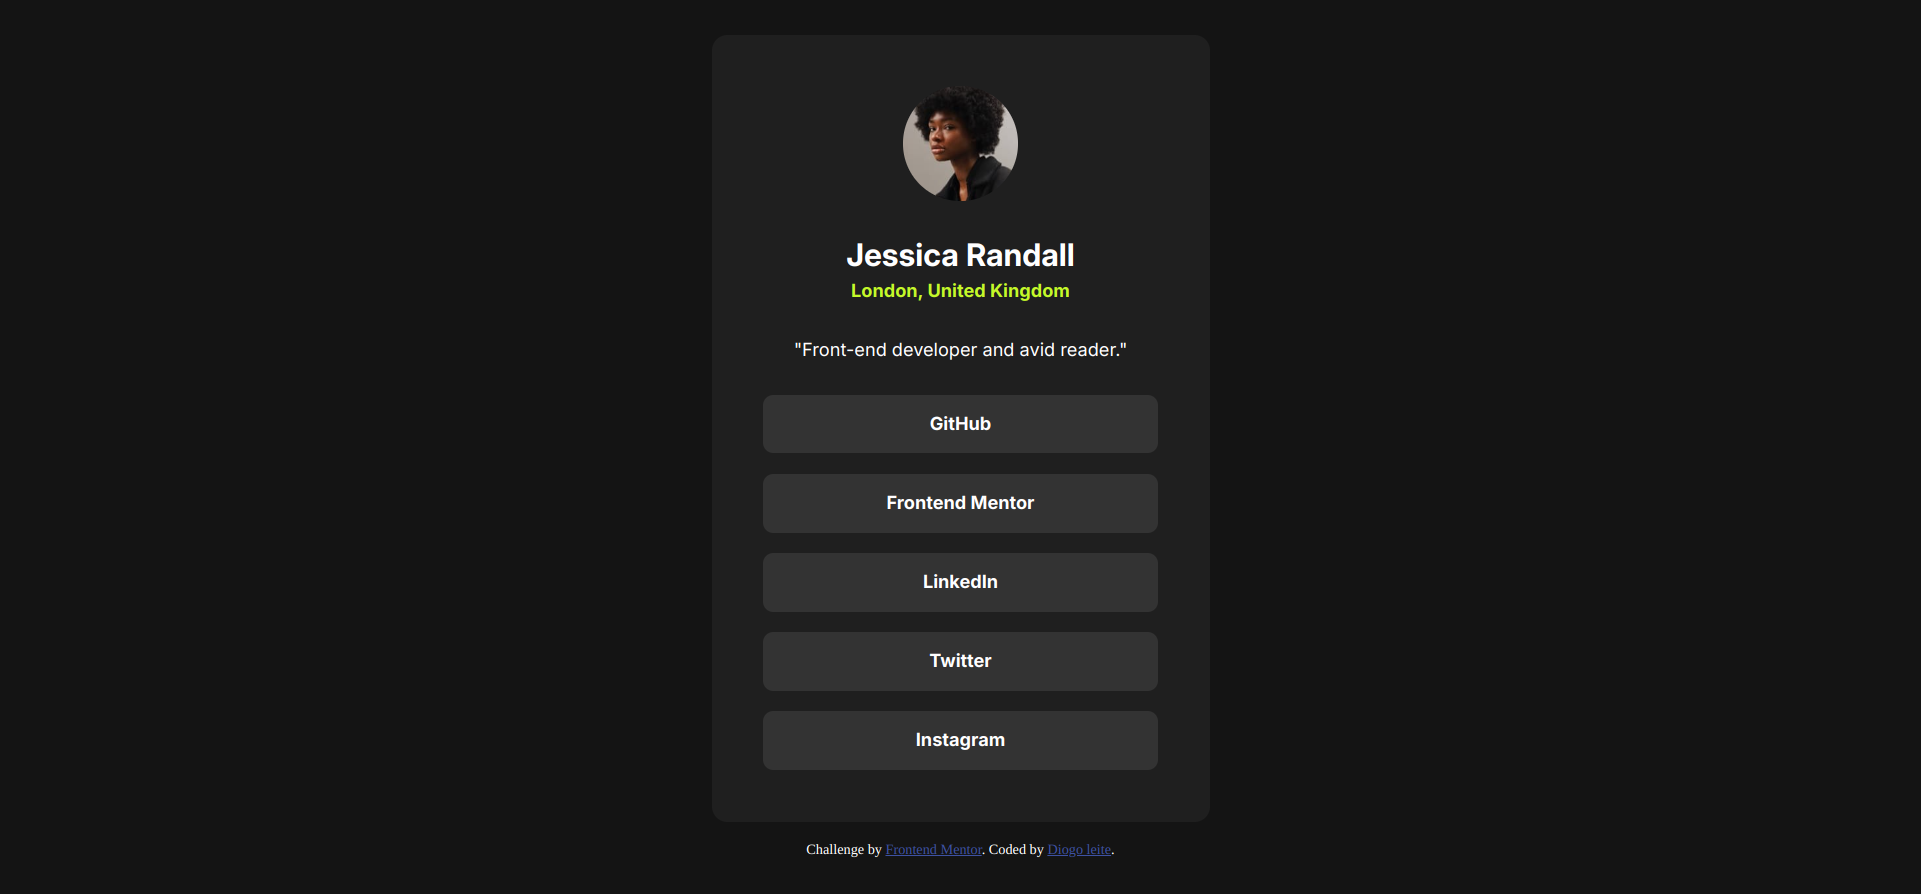 Jessica Randall
London, United Kingdom
"Front-end developer and avid reader."
GitHub
Frontend Mentor
LinkedIn
Twitter
Instagram
Challenge by Frontend Mentor. Coded by Diogo leite.